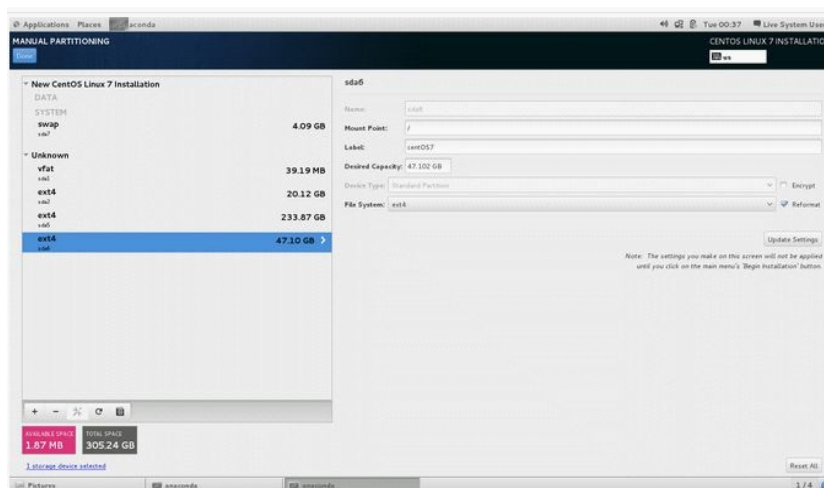 Applications Places anaconda Tue 00:37 Live System User
MANUAL PARTITIONING
CENTOS LINUX 7 INSTALLATIO
Done
us
New CentOS Linux 7 Installation
DATA
SYSTEM
swap 4.09 GB
sda7
Unknown
vfat 39.19 MB
sda1
ext4 20.12 GB
sda2
ext4 233.87 GB
sda5
ext4 47.10 GB
sda6
sda6
Name: sda6
Mount Point: /
Label: centOS7
Desired Capacity: 47.102 GB
Device Type: Standard Partition Encrypt
File System: ext4 Reformat
Update Settings
Note: The settings you make on this screen will not be applied
until you click on the main menu's 'Begin Installation' button.
+ -
AVAILABLE SPACE
1.87 MB
TOTAL SPACE
305.24 GB
1 storage device selected
Reset All
Pictures anaconda anaconda 1 / 4